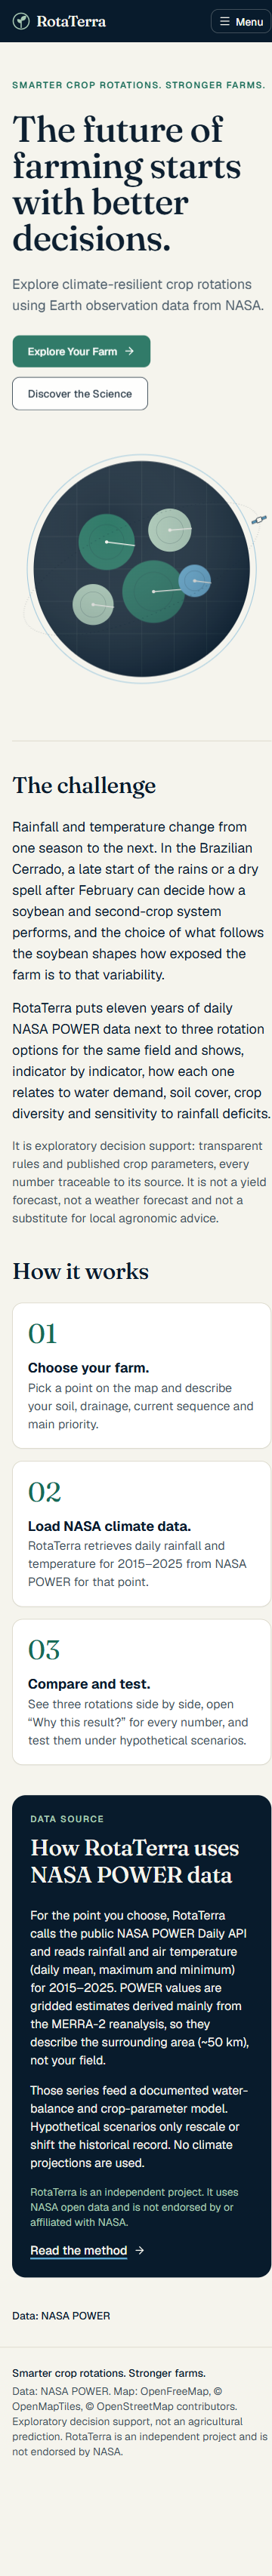 RotaTerra
Menu
SMARTER CROP ROTATIONS. STRONGER FARMS.
The future of
farming starts
with better
decisions.
Explore climate-resilient crop rotations
using Earth observation data from NASA.
Explore Your Farm →
Discover the Science
The challenge
Rainfall and temperature change from
one season to the next. In the Brazilian
Cerrado, a late start of the rains or a dry
spell after February can decide how a
soybean and second-crop system
performs, and the choice of what follows
the soybean shapes how exposed the
farm is to that variability.
RotaTerra puts eleven years of daily
NASA POWER data next to three rotation
options for the same field and shows,
indicator by indicator, how each one
relates to water demand, soil cover, crop
diversity and sensitivity to rainfall deficits.
It is exploratory decision support: transparent
rules and published crop parameters, every
number traceable to its source. It is not a yield
forecast, not a weather forecast and not a
substitute for local agronomic advice.
How it works
01
Choose your farm.
Pick a point on the map and describe
your soil, drainage, current sequence and
main priority.
02
Load NASA climate data.
RotaTerra retrieves daily rainfall and
temperature for 2015–2025 from NASA
POWER for that point.
03
Compare and test.
See three rotations side by side, open
“Why this result?” for every number, and
test them under hypothetical scenarios.
DATA SOURCE
How RotaTerra uses
NASA POWER data
For the point you choose, RotaTerra
calls the public NASA POWER Daily API
and reads rainfall and air temperature
(daily mean, maximum and minimum)
for 2015–2025. POWER values are
gridded estimates derived mainly from
the MERRA-2 reanalysis, so they
describe the surrounding area (~50 km),
not your field.
Those series feed a documented water-
balance and crop-parameter model.
Hypothetical scenarios only rescale or
shift the historical record. No climate
projections are used.
RotaTerra is an independent project. It uses
NASA open data and is not endorsed by or
affiliated with NASA.
Read the method →
Data: NASA POWER
Smarter crop rotations. Stronger farms.
Data: NASA POWER. Map: OpenFreeMap, ©
OpenMapTiles, © OpenStreetMap contributors.
Exploratory decision support, not an agricultural
prediction. RotaTerra is an independent project and is
not endorsed by NASA.